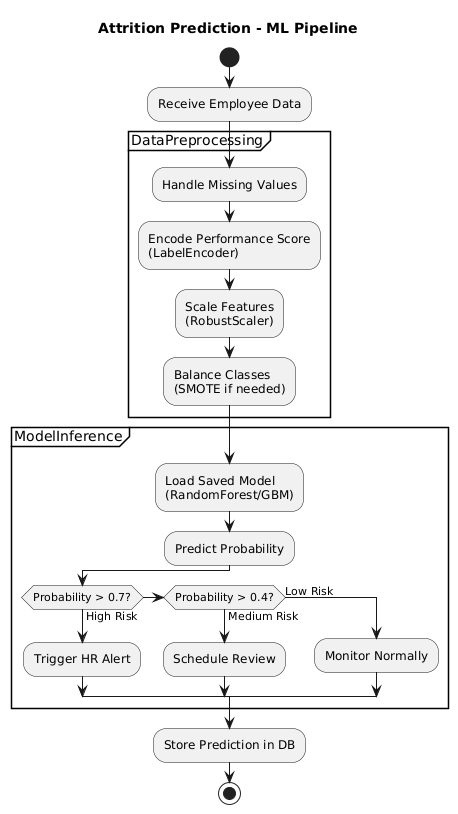 Attrition Prediction - ML Pipeline
Receive Employee Data
DataPreprocessing
Handle Missing Values
Encode Performance Score
(LabelEncoder)
Scale Features
(RobustScaler)
Balance Classes
(SMOTE if needed)
ModelInference
Load Saved Model
(RandomForest/GBM)
Predict Probability
Probability > 0.7?
Probability > 0.4?
Low Risk
High Risk
Medium Risk
Trigger HR Alert
Schedule Review
Monitor Normally
Store Prediction in DB